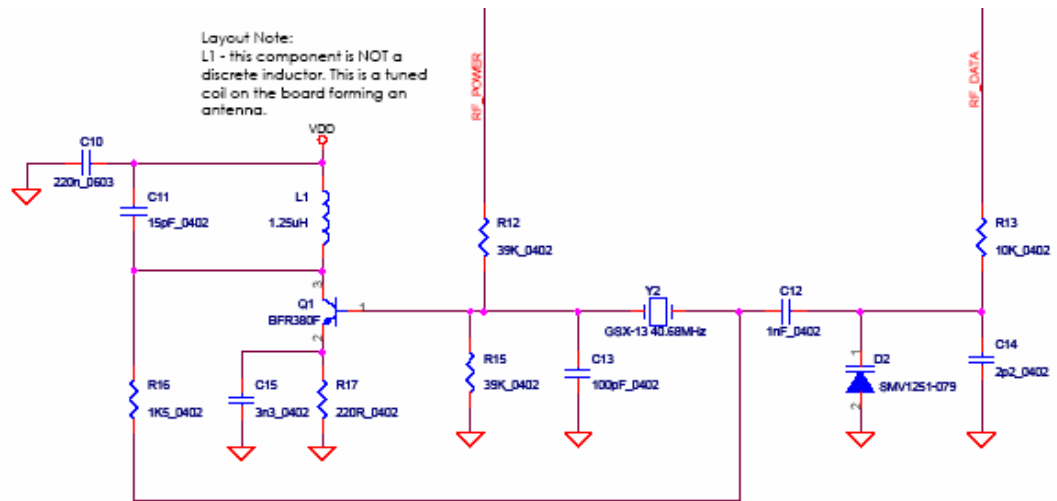 Layout Note:
L1 - this component is NOT a
discrete inductor. This is a tuned
coil on the board forming an
antenna.
RF_POWER
RF_DATA
VDD
C10
220n_0603
C11
15pF_0402
L1
1.25uH
R12
39K_0402
R13
10K_0402
3
Q1
BFR380F
1
2
Y2
GSX-13 40.68MHz
C12
1nF_0402
R16
1K5_0402
C15
3n3_0402
R17
220R_0402
R15
39K_0402
C13
100pF_0402
1
D2
SMV1251-079
2
C14
2p2_0402